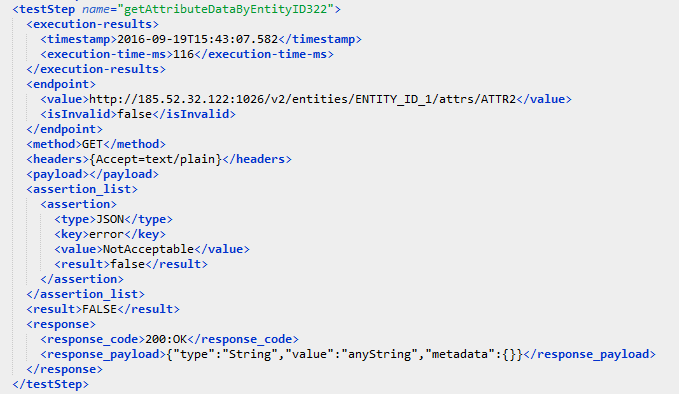 <testStep name="getAttributeDataByEntityID322">
<execution-results>
<timestamp>2016-09-19T15:43:07.582</timestamp>
<execution-time-ms>116</execution-time-ms>
</execution-results>
<endpoint>
<value>http://185.52.32.122:1026/v2/entities/ENTITY_ID_1/attrs/ATTR2</value>
<isInvalid>false</isInvalid>
</endpoint>
<method>GET</method>
<headers>{Accept=text/plain}</headers>
<payload></payload>
<assertion_list>
<assertion>
<type>JSON</type>
<key>error</key>
<value>NotAcceptable</value>
<result>false</result>
</assertion>
</assertion_list>
<result>FALSE</result>
<response>
<response_code>200:OK</response_code>
<response_payload>{"type":"String","value":"anyString","metadata":{}}</response_payload>
</response>
</testStep>